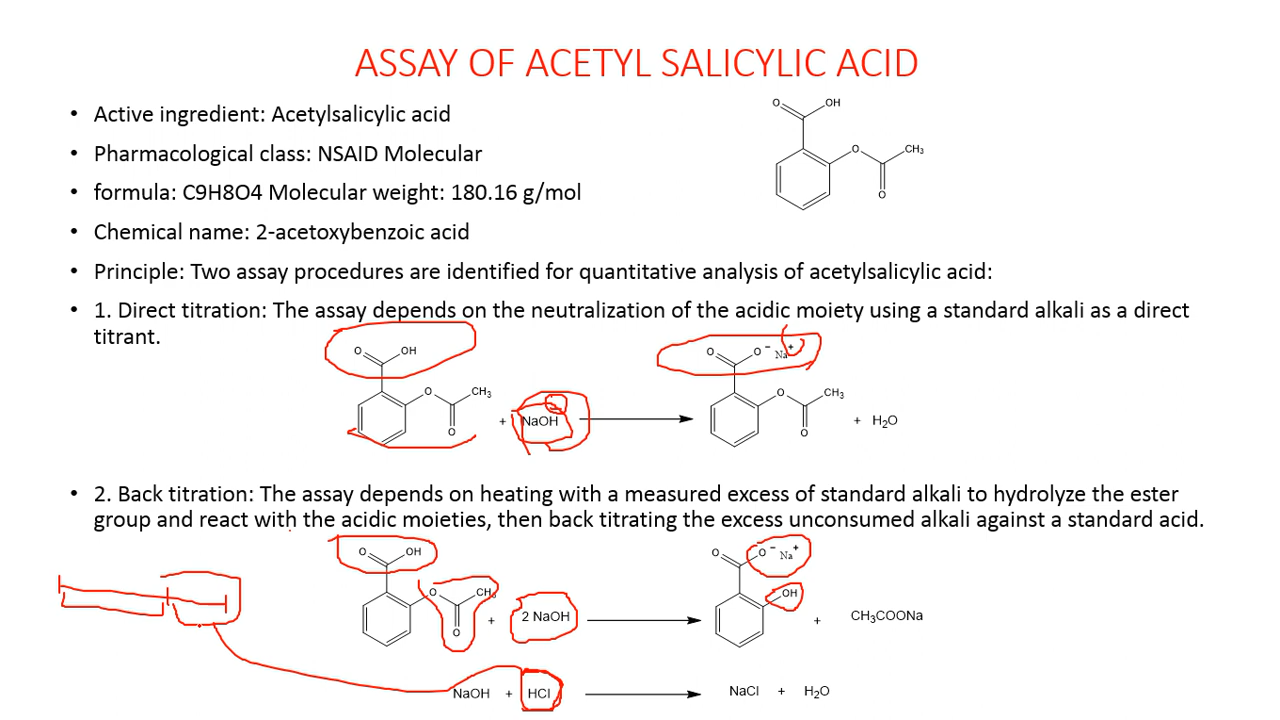 ASSAY OF ACETYL SALICYLIC ACID
• Active ingredient: Acetylsalicylic acid
• Pharmacological class: NSAID Molecular
• formula: C9H8O4 Molecular weight: 180.16 g/mol
• Chemical name: 2-acetoxybenzoic acid
O OH
O CH₃
O
• Principle: Two assay procedures are identified for quantitative analysis of acetylsalicylic acid:
• 1. Direct titration: The assay depends on the neutralization of the acidic moiety using a standard alkali as a direct
titrant.
O OH O O⁻ Na⁺
O CH₃ O CH₃
O + NaOH O + H₂O
• 2. Back titration: The assay depends on heating with a measured excess of standard alkali to hydrolyze the ester
group and react with the acidic moieties, then back titrating the excess unconsumed alkali against a standard acid.
O OH O O⁻ Na⁺
O CH₃ OH
O + 2 NaOH + CH₃COONa
NaOH + HCl NaCl + H₂O